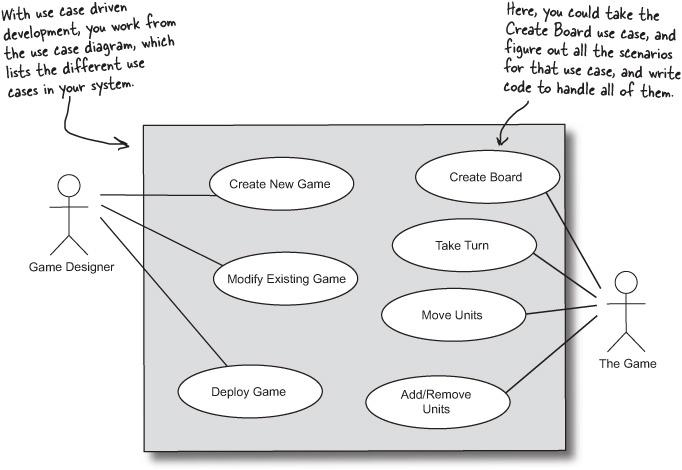 With use case driven
development, you work from
the use case diagram, which
lists the different use
cases in your system.
Here, you could take the
Create Board use case, and
figure out all the scenarios
for that use case, and write
code to handle all of them.
Create New Game
Create Board
Take Turn
Game Designer
Modify Existing Game
Move Units
The Game
Deploy Game
Add/Remove
Units